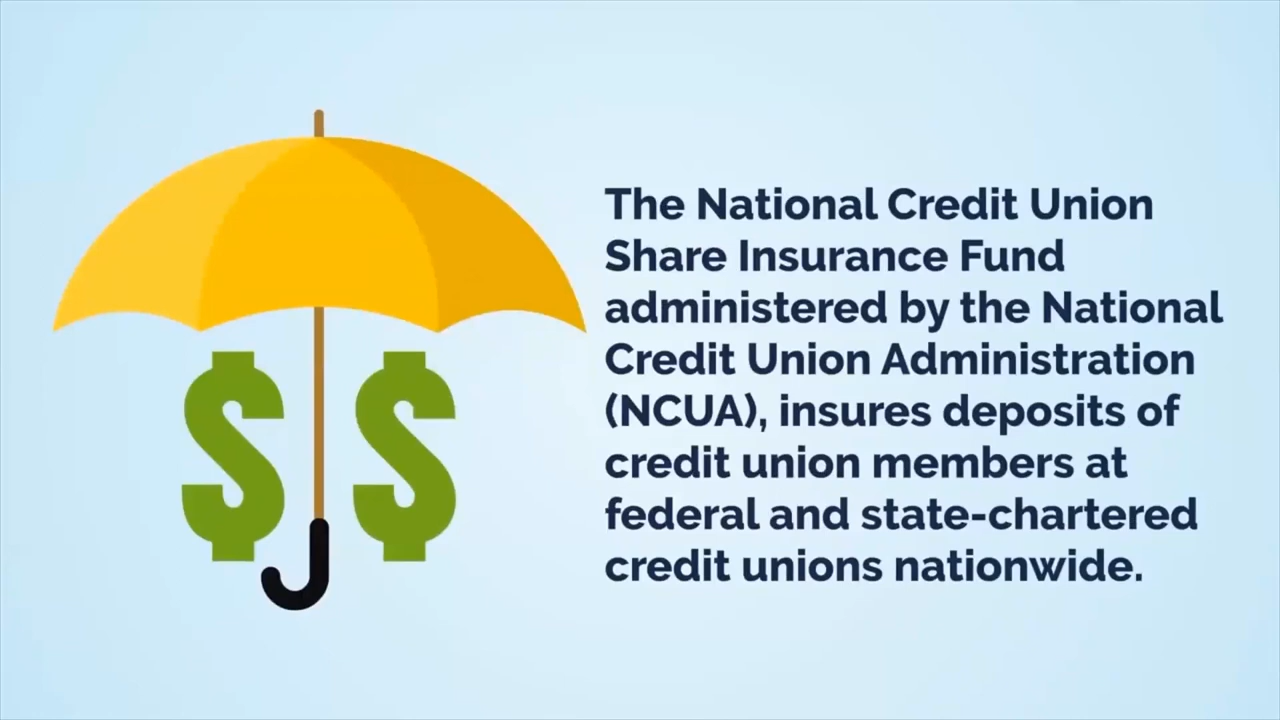 The National Credit Union
Share Insurance Fund
administered by the National
Credit Union Administration
(NCUA), insures deposits of
credit union members at
federal and state-chartered
credit unions nationwide.